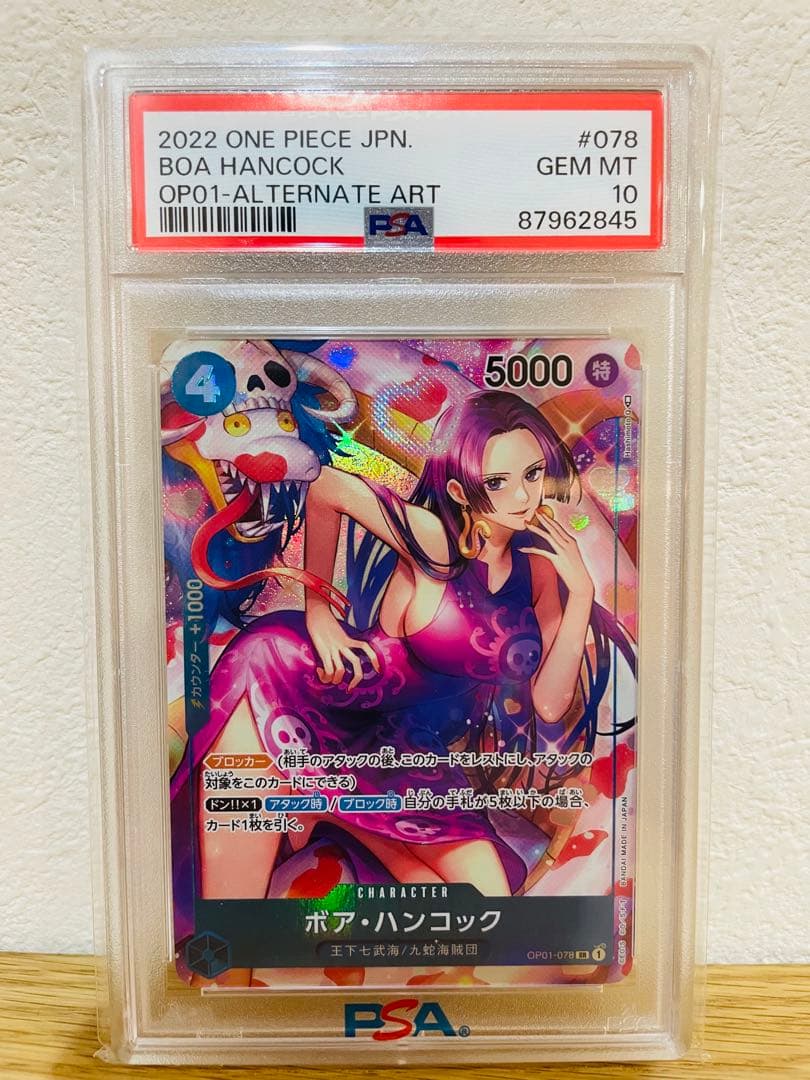 2022 ONE PIECE JPN. #078
BOA HANCOCK GEM MT
OP01-ALTERNATE ART 10
PSA 87962845
4
5000 特
カウンター +1000
ブロッカー (相手のアタックの後、このカードをレストにし、アタックの
対象をこのカードにできる)
ドン!!×1 アタック時 / ブロック時 自分の手札が5枚以下の場合、
カード1枚を引く。
BANDAI MADE IN JAPAN
CHARACTER
ボア・ハンコック
王下七武海/九蛇海賊団
OP01-078 SR 1
PSA®